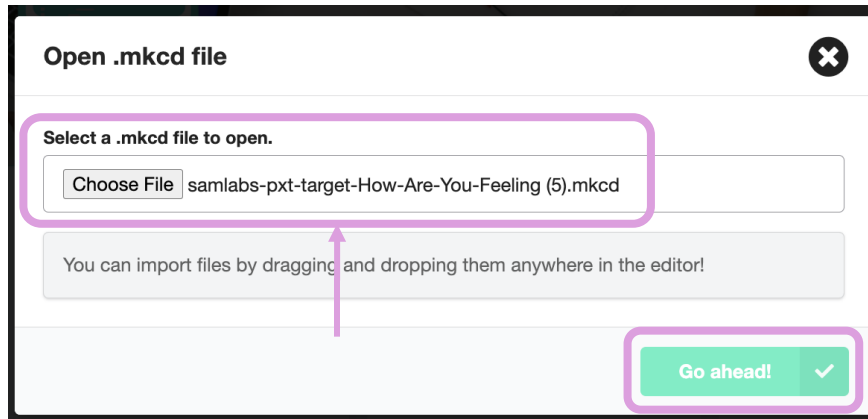 Open .mkcd file
Select a .mkcd file to open.
Choose File samlabs-pxt-target-How-Are-You-Feeling (5).mkcd
You can import files by dragging and dropping them anywhere in the editor!
Go ahead!